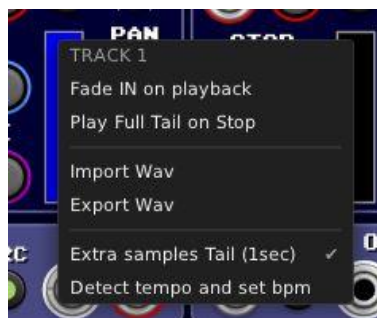 PAN
STOP
TRACK 1
Fade IN on playback
Play Full Tail on Stop
Import Wav
Export Wav
Extra samples Tail (1sec) ✓
Detect tempo and set bpm